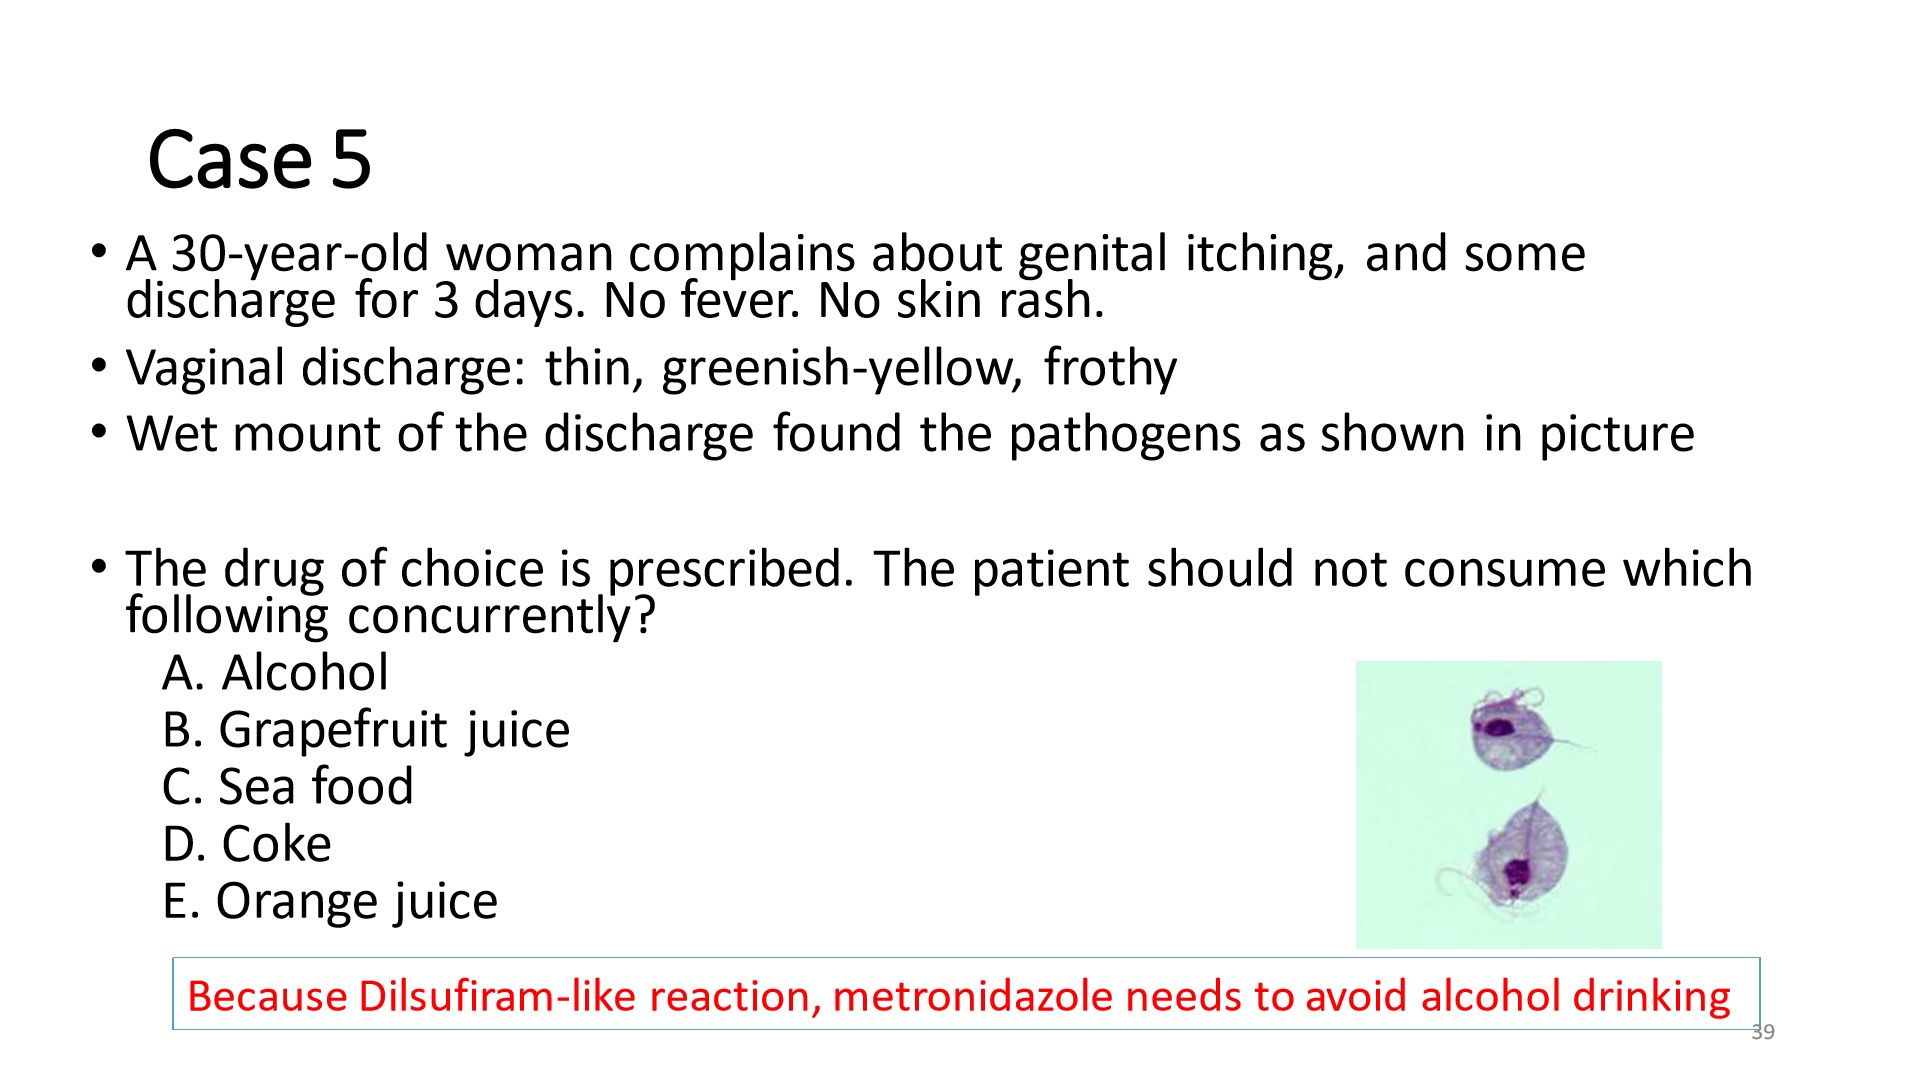 Case 5
• A 30-year-old woman complains about genital itching, and some
discharge for 3 days. No fever. No skin rash.
• Vaginal discharge: thin, greenish-yellow, frothy
• Wet mount of the discharge found the pathogens as shown in picture
• The drug of choice is prescribed. The patient should not consume which
following concurrently?
A. Alcohol
B. Grapefruit juice
C. Sea food
D. Coke
E. Orange juice
Because Dilsufiram-like reaction, metronidazole needs to avoid alcohol drinking
39